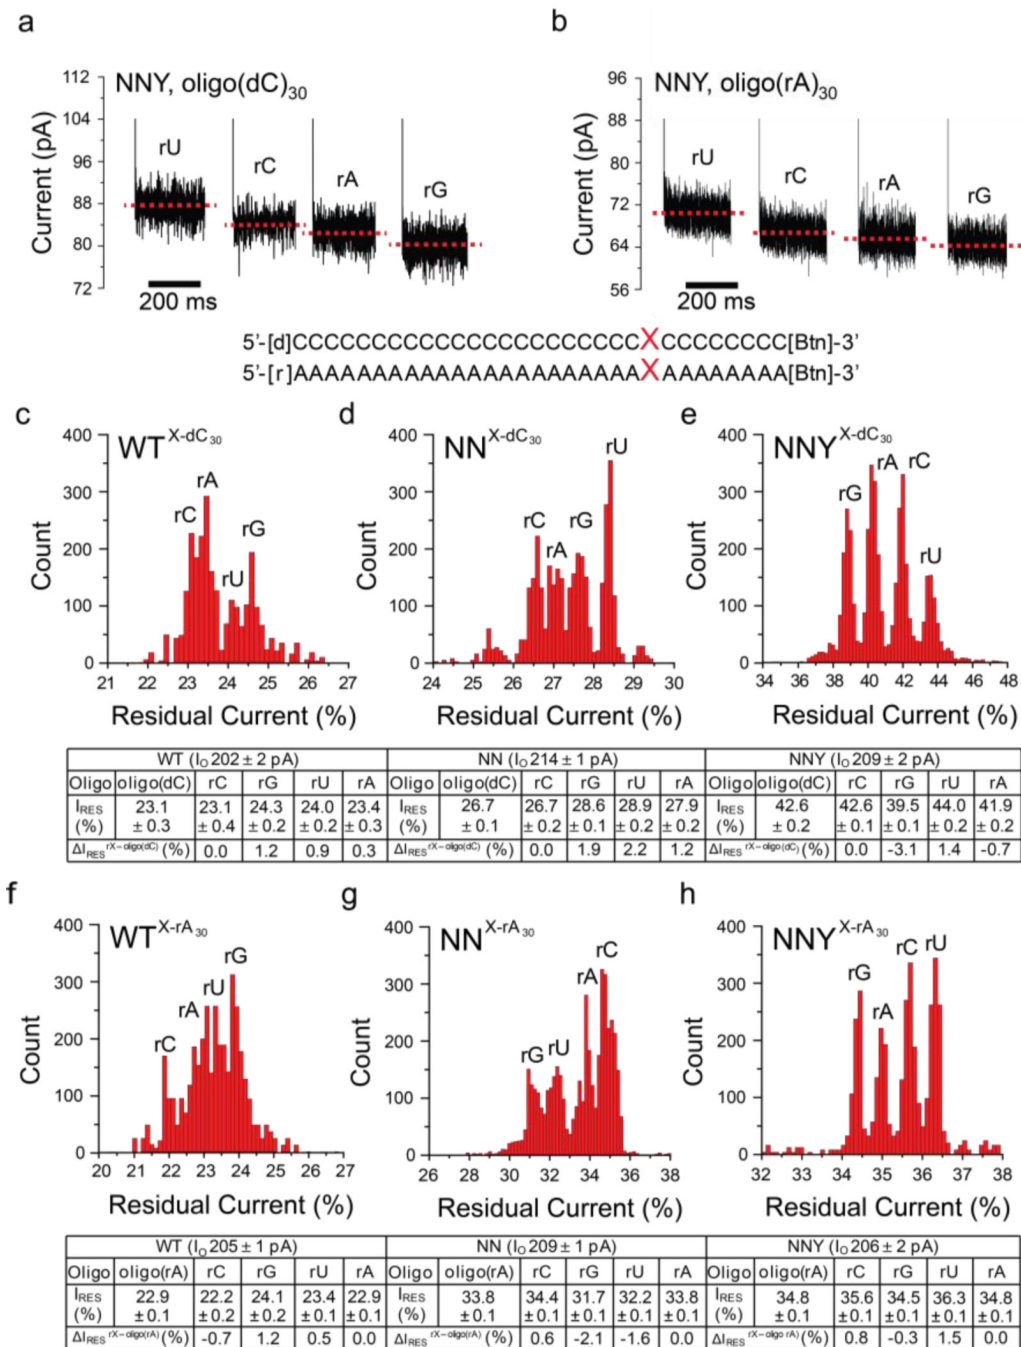 a
b
NNY, oligo(dC)30
NNY, oligo(rA)30
Current (pA)
112
104
96
88
80
72
rU
rC
rA
rG
200 ms
Current (pA)
96
88
80
72
64
56
rU
rC
rA
rG
200 ms
5'-[d]CCCCCCCCCCCCCCCCCCCCCCXCCCCCCCC[Btn]-3'
5'-[r]AAAAAAAAAAAAAAAAAAAAAAXAAAAAAAA[Btn]-3'
c
d
e
WT X-dC30
Count
400
300
200
100
0
rC
rA
rU
rG
21 22 23 24 25 26 27
Residual Current (%)
NN X-dC30
Count
400
300
200
100
0
rC
rA
rG
rU
24 25 26 27 28 29 30
Residual Current (%)
NNY X-dC30
Count
400
300
200
100
0
rG
rA
rC
rU
34 36 38 40 42 44 46 48
Residual Current (%)
WT (IO 202 ± 2 pA) NN (IO 214 ± 1 pA) NNY (IO 209 ± 2 pA)
Oligo oligo(dC) rC rG rU rA Oligo oligo(dC) rC rG rU rA Oligo oligo(dC) rC rG rU rA
IRES 23.1 23.1 24.3 24.0 23.4 IRES 26.7 26.7 28.6 28.9 27.9 IRES 42.6 42.6 39.5 44.0 41.9
(%) ± 0.3 ± 0.4 ± 0.2 ± 0.2 ± 0.3 (%) ± 0.1 ± 0.2 ± 0.1 ± 0.2 ± 0.2 (%) ± 0.2 ± 0.1 ± 0.1 ± 0.2 ± 0.2
ΔIRES rX–oligo(dC) (%) 0.0 1.2 0.9 0.3 ΔIRES rX–oligo(dC) (%) 0.0 1.9 2.2 1.2 ΔIRES rX–oligo(dC) (%) 0.0 -3.1 1.4 -0.7
f
g
h
WT X-rA30
Count
400
300
200
100
0
rC
rA
rU
rG
20 21 22 23 24 25 26 27
Residual Current (%)
NN X-rA30
Count
400
300
200
100
0
rG
rU
rA
rC
26 28 30 32 34 36 38
Residual Current (%)
NNY X-rA30
Count
400
300
200
100
0
rG
rA
rC
rU
32 33 34 35 36 37 38
Residual Current (%)
WT (IO 205 ± 1 pA) NN (IO 209 ± 1 pA) NNY (IO 206 ± 2 pA)
Oligo oligo(rA) rC rG rU rA Oligo oligo(rA) rC rG rU rA Oligo oligo(rA) rC rG rU rA
IRES 22.9 22.2 24.1 23.4 22.9 IRES 33.8 34.4 31.7 32.2 33.8 IRES 34.8 35.6 34.5 36.3 34.8
(%) ± 0.1 ± 0.2 ± 0.2 ± 0.1 ± 0.1 (%) ± 0.1 ± 0.1 ± 0.1 ± 0.1 ± 0.1 (%) ± 0.1 ± 0.1 ± 0.1 ± 0.1 ± 0.1
ΔIRES rX–oligo(rA) (%) -0.7 1.2 0.5 0.0 ΔIRES rX–oligo(rA) (%) 0.6 -2.1 -1.6 0.0 ΔIRES rX–oligo rA) (%) 0.8 -0.3 1.5 0.0